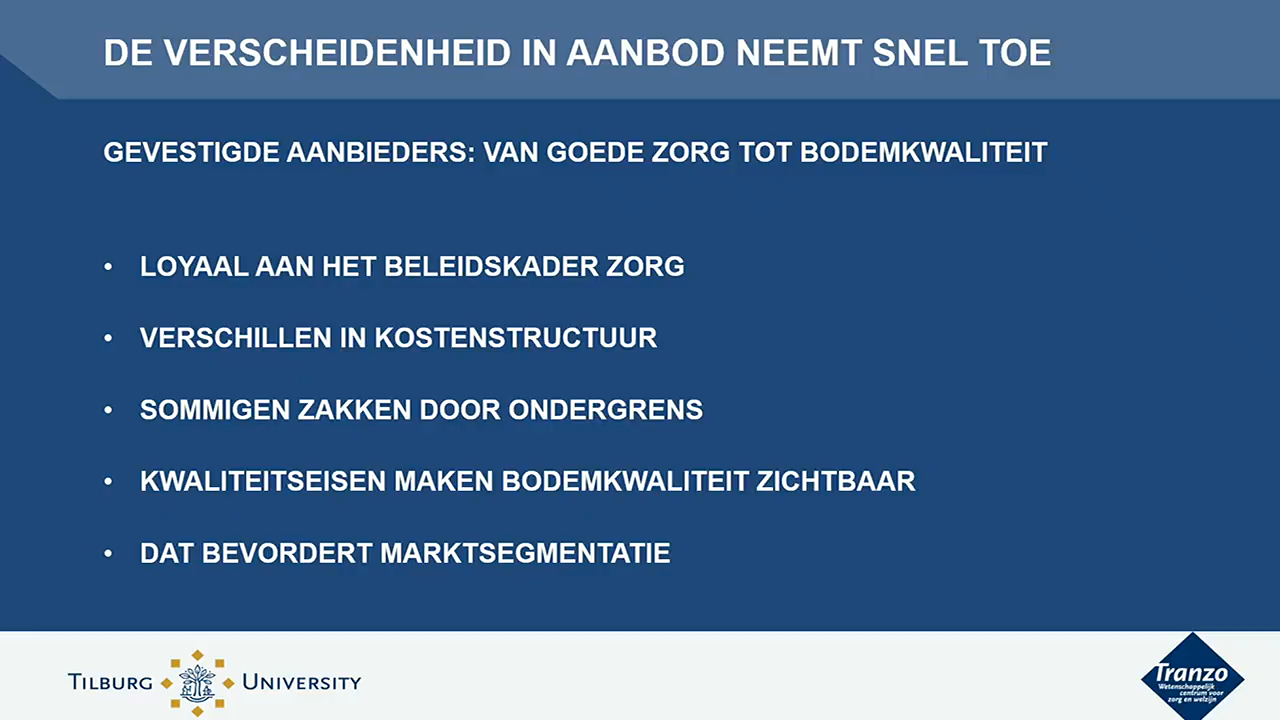 DE VERSCHEIDENHEID IN AANBOD NEEMT SNEL TOE
GEVESTIGDE AANBIEDERS: VAN GOEDE ZORG TOT BODEMKWALITEIT
• LOYAAL AAN HET BELEIDSKADER ZORG
• VERSCHILLEN IN KOSTENSTRUCTUUR
• SOMMIGEN ZAKKEN DOOR ONDERGRENS
• KWALITEITSEISEN MAKEN BODEMKWALITEIT ZICHTBAAR
• DAT BEVORDERT MARKTSEGMENTATIE
TILBURG UNIVERSITY
Tranzo
Wetenschappelijk
centrum voor
zorg en welzijn